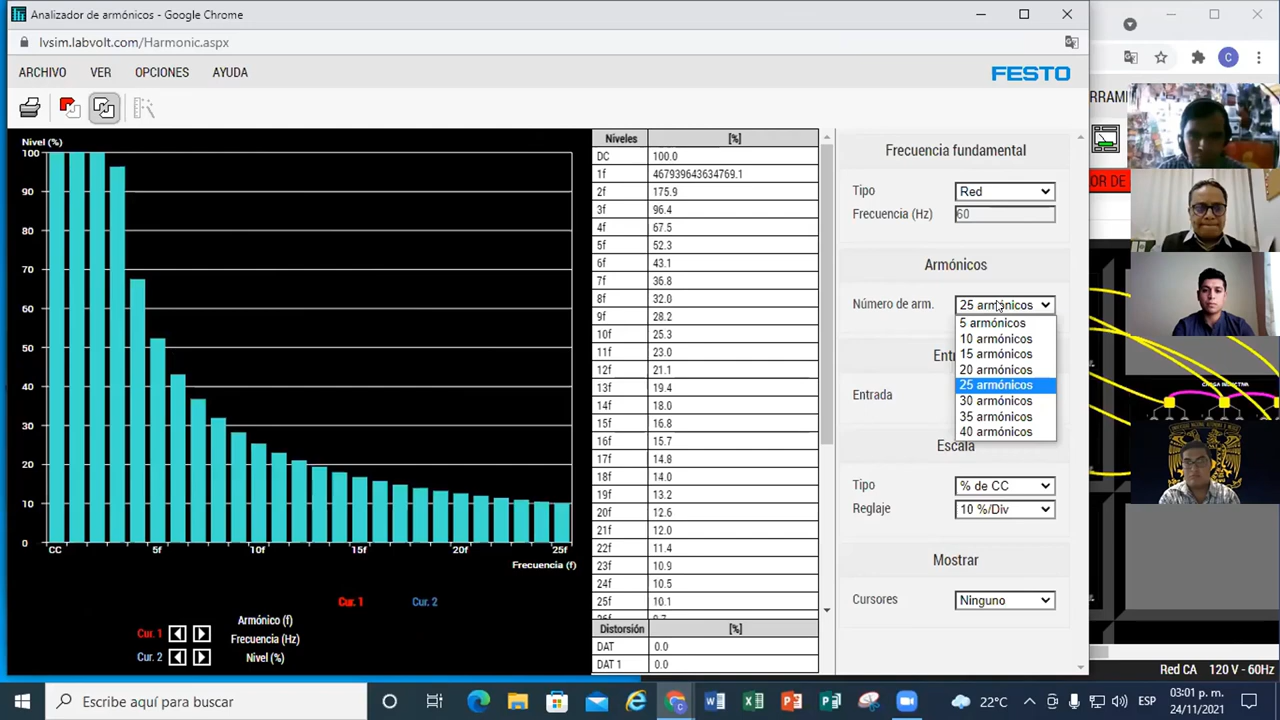 Analizador de armónicos - Google Chrome
lvsim.labvolt.com/Harmonic.aspx
ARCHIVO VER OPCIONES AYUDA
FESTO
C
RRAMI
OR DE
Nivel (%)
100
90
80
70
60
50
40
30
20
10
0
CC 5f 10f 15f 20f 25f
Frecuencia (f)
Cur. 1 Cur. 2
Armónico (f)
Cur. 1 Frecuencia (Hz)
Cur. 2 Nivel (%)
Niveles [%]
DC 100.0
1f 467939643634769.1
2f 175.9
3f 96.4
4f 67.5
5f 52.3
6f 43.1
7f 36.8
8f 32.0
9f 28.2
10f 25.3
11f 23.0
12f 21.1
13f 19.4
14f 18.0
15f 16.8
16f 15.7
17f 14.8
18f 14.0
19f 13.2
20f 12.6
21f 12.0
22f 11.4
23f 10.9
24f 10.5
25f 10.1
26f 9.7
Distorsión [%]
DAT 0.0
DAT 1 0.0
Frecuencia fundamental
Tipo Red
Frecuencia (Hz) 60
Armónicos
Número de arm. 25 armónicos
5 armónicos
10 armónicos
15 armónicos
20 armónicos
25 armónicos
30 armónicos
35 armónicos
40 armónicos
Ent
Entrada
Escala
Tipo % de CC
Reglaje 10 %/Div
Mostrar
Cursores Ninguno
CARGA INDUCTIVA
Red CA 120 V - 60Hz
Escribe aquí para buscar
22°C
ESP
03:01 p. m.
24/11/2021